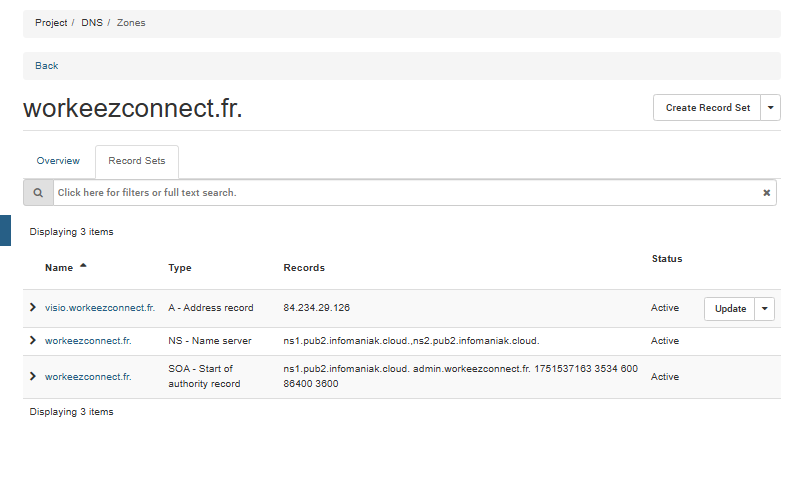 Project / DNS / Zones
Back
workeezconnect.fr.
Create Record Set
Overview
Record Sets
Click here for filters or full text search.
Displaying 3 items
Name Type Records Status
visio.workeezconnect.fr. A - Address record 84.234.29.126 Active Update
workeezconnect.fr. NS - Name server ns1.pub2.infomaniak.cloud.,ns2.pub2.infomaniak.cloud. Active
workeezconnect.fr. SOA - Start of authority record ns1.pub2.infomaniak.cloud. admin.workeezconnect.fr. 1751537163 3534 600 86400 3600 Active
Displaying 3 items